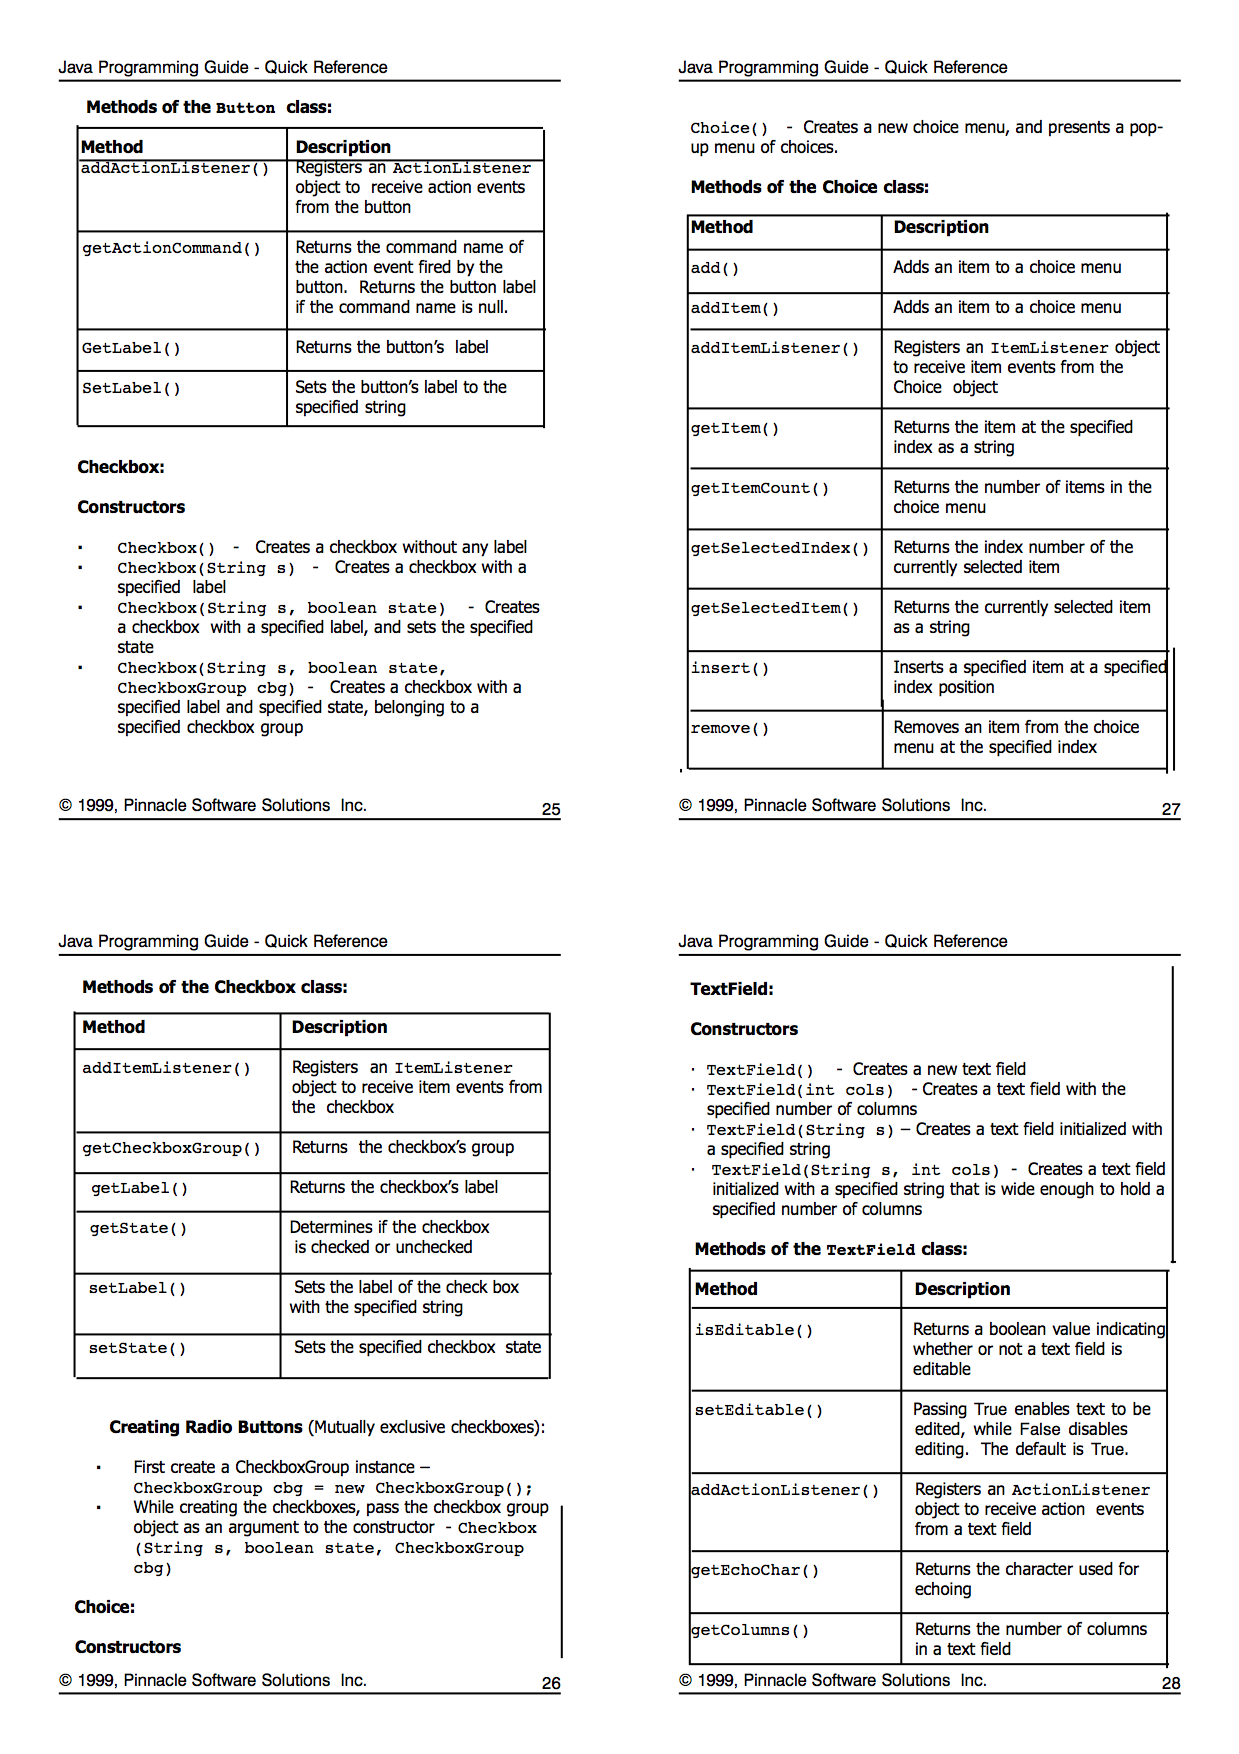 Java Programming Guide - Quick Reference
Methods of the Button class:
Method Description
addActionListener() Registers an ActionListener
object to receive action events
from the button
getActionCommand() Returns the command name of
the action event fired by the
button. Returns the button label
if the command name is null.
GetLabel() Returns the button’s label
SetLabel() Sets the button’s label to the
specified string
Checkbox:
Constructors
· Checkbox() - Creates a checkbox without any label
· Checkbox(String s) - Creates a checkbox with a
specified label
· Checkbox(String s, boolean state) - Creates
a checkbox with a specified label, and sets the specified
state
· Checkbox(String s, boolean state,
CheckboxGroup cbg) - Creates a checkbox with a
specified label and specified state, belonging to a
specified checkbox group
© 1999, Pinnacle Software Solutions Inc. 25
Java Programming Guide - Quick Reference
Methods of the Checkbox class:
Method Description
addItemListener() Registers an ItemListener
object to receive item events from
the checkbox
getCheckboxGroup() Returns the checkbox’s group
getLabel() Returns the checkbox’s label
getState() Determines if the checkbox
is checked or unchecked
setLabel() Sets the label of the check box
with the specified string
setState() Sets the specified checkbox state
Creating Radio Buttons (Mutually exclusive checkboxes):
· First create a CheckboxGroup instance –
CheckboxGroup cbg = new CheckboxGroup();
· While creating the checkboxes, pass the checkbox group
object as an argument to the constructor - Checkbox
(String s, boolean state, CheckboxGroup
cbg)
Choice:
Constructors
© 1999, Pinnacle Software Solutions Inc. 26
Java Programming Guide - Quick Reference
Choice() - Creates a new choice menu, and presents a pop-
up menu of choices.
Methods of the Choice class:
Method Description
add() Adds an item to a choice menu
addItem() Adds an item to a choice menu
addItemListener() Registers an ItemListener object
to receive item events from the
Choice object
getItem() Returns the item at the specified
index as a string
getItemCount() Returns the number of items in the
choice menu
getSelectedIndex() Returns the index number of the
currently selected item
getSelectedItem() Returns the currently selected item
as a string
insert() Inserts a specified item at a specified
index position
remove() Removes an item from the choice
menu at the specified index
© 1999, Pinnacle Software Solutions Inc. 27
Java Programming Guide - Quick Reference
TextField:
Constructors
· TextField() - Creates a new text field
· TextField(int cols) - Creates a text field with the
specified number of columns
· TextField(String s) – Creates a text field initialized with
a specified string
· TextField(String s, int cols) - Creates a text field
initialized with a specified string that is wide enough to hold a
specified number of columns
Methods of the TextField class:
Method Description
isEditable() Returns a boolean value indicating
whether or not a text field is
editable
setEditable() Passing True enables text to be
edited, while False disables
editing. The default is True.
addActionListener() Registers an ActionListener
object to receive action events
from a text field
getEchoChar() Returns the character used for
echoing
getColumns() Returns the number of columns
in a text field
© 1999, Pinnacle Software Solutions Inc. 28